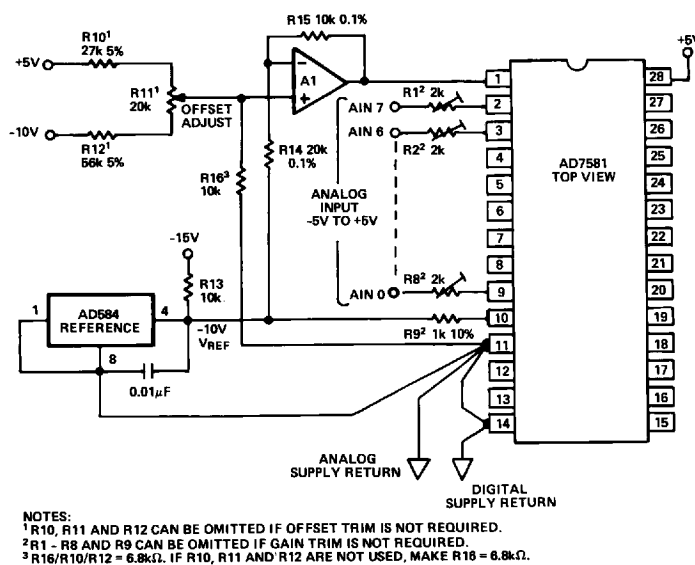 R15 10k 0.1%
+5V
R10¹
27k 5%
+5V
R11¹
20k
OFFSET
ADJUST
-10V
R12¹
56k 5%
A1
-
+
R14 20k
0.1%
R16³
10k
ANALOG
INPUT
-5V TO +5V
AIN 7
R1² 2k
AIN 6
R2² 2k
AIN 0
R8² 2k
-15V
R13
10k
AD584
REFERENCE
1
4
8
-10V
VREF
0.01µF
R9² 1k 10%
AD7581
TOP VIEW
1
2
3
4
5
6
7
8
9
10
11
12
13
14
28
27
26
25
24
23
22
21
20
19
18
17
16
15
ANALOG
SUPPLY RETURN
DIGITAL
SUPPLY RETURN
NOTES:
¹R10, R11 AND R12 CAN BE OMITTED IF OFFSET TRIM IS NOT REQUIRED.
²R1 - R8 AND R9 CAN BE OMITTED IF GAIN TRIM IS NOT REQUIRED.
³R16/R10/R12 = 6.8kΩ. IF R10, R11 AND R12 ARE NOT USED, MAKE R16 = 6.8kΩ.